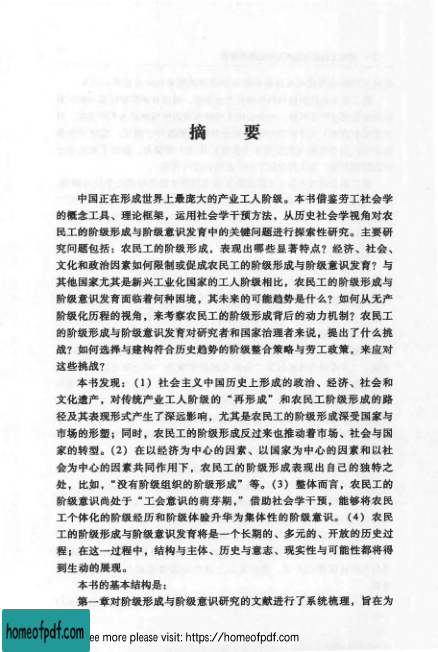 摘 要
中国正在形成世界上最庞大的产业工人阶级。本书借鉴劳工社会学
的概念工具、理论框架，运用社会学干预方法，从历史社会学视角对农
民工的阶级形成与阶级意识发育中的关键问题进行探索性研究。主要研
究问题包括：农民工的阶级形成，表现出哪些显著特点？经济、社会、
文化和政治因素如何限制或促成农民工的阶级形成与阶级意识发育？与
其他国家尤其是新兴工业化国家的工人阶级相比，农民工的阶级形成与
阶级意识发育面临着何种困境，其未来的可能趋势是什么？如何从无产
阶级化历程的视角，来考察农民工的阶级形成背后的动力机制？农民工
的阶级形成与阶级意识发育对研究者和国家治理者来说，提出了什么挑
战？如何选择与建构符合历史趋势的阶级整合策略与劳工政策，来应对
这些挑战？
本书发现：（1）社会主义中国历史上形成的政治、经济、社会和
文化遗产，对传统产业工人阶级的“再形成”和农民工阶级形成的路
径及其表现形式产生了深远影响，尤其是农民工的阶级形成深受国家与
市场的形塑；同时，农民工的阶级形成反过来也推动着市场、社会与国
家的转型。（2）在以经济为中心的因素、以国家为中心的因素和以社
会为中心的因素共同作用下，农民工的阶级形成表现出自己的独特之
处，比如，“没有阶级组织的阶级形成”等。（3）整体而言，农民工的
阶级意识尚处于“工会意识的萌芽期，”借助社会学干预，能够将农民
工个体化的阶级经历和阶级体验升华为集体性的阶级意识。（4）农民
工的阶级形成与阶级意识发育将是一个长期的、多元的、开放的历史过
程；在这一过程中，结构与主体、历史与意志、现实性与可能性都将得
到生动的展现。
本书的基本结构是：
第一章对阶级形成与阶级意识研究的文献进行了系统梳理，旨在为
homeofpdf.com
ee more please visit: https://homeofpdf.com